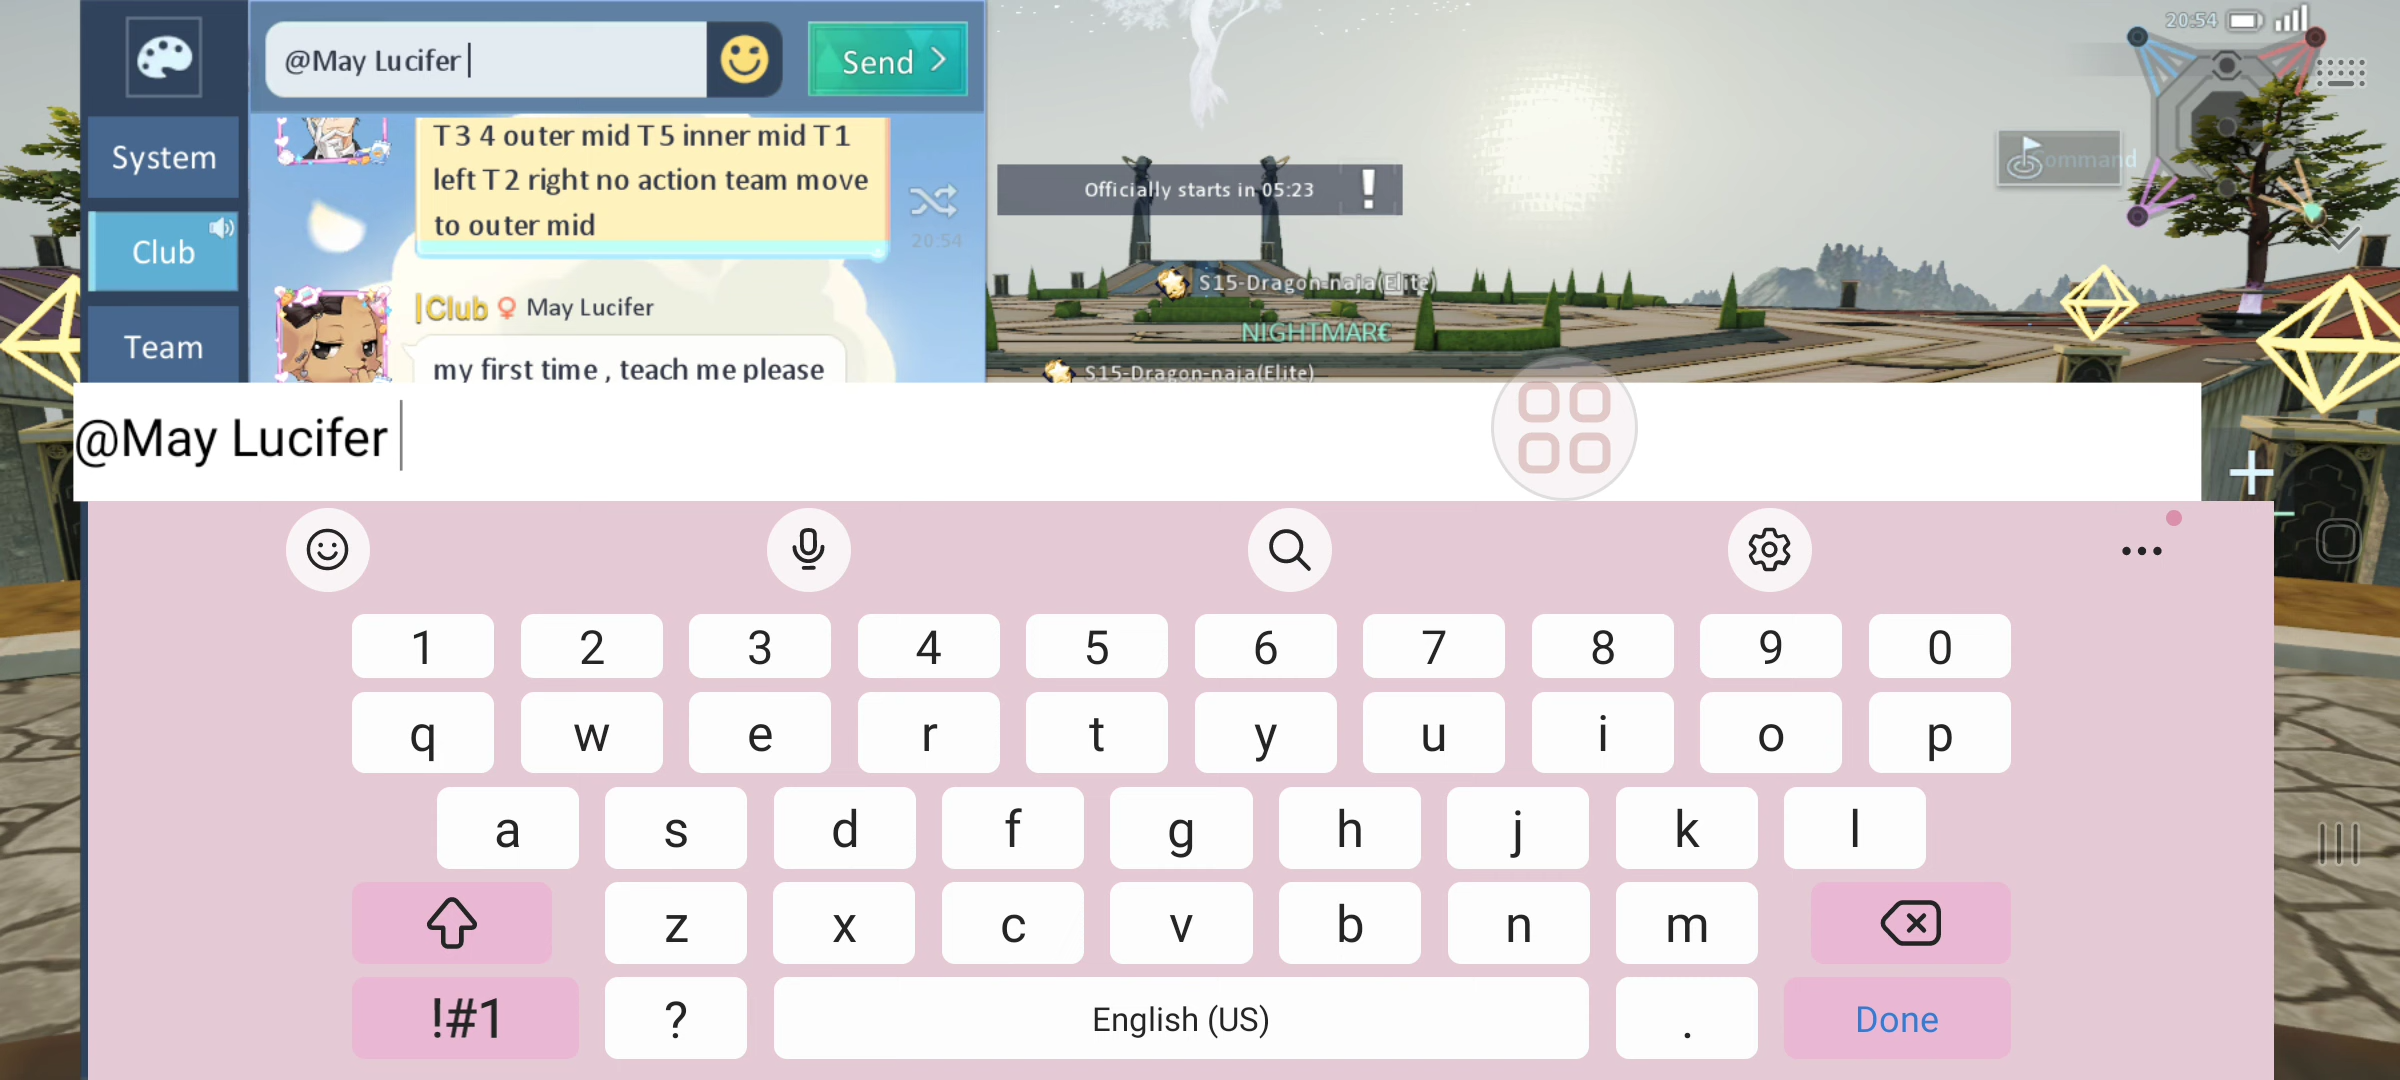 @May Lucifer
Send >
20:54
System
T3 4 outer mid T5 inner mid T1
left T2 right no action team move
to outer mid
20:54
Officially starts in 05:23
!
Command
Club
S15-Dragon-naja(Elite)
Club ♀ May Lucifer
NIGHTMAR€
Team
my first time , teach me please
S15-Dragon-naja(Elite)
@May Lucifer
1 2 3 4 5 6 7 8 9 0
q w e r t y u i o p
a s d f g h j k l
z x c v b n m
!#1 ? English (US) . Done